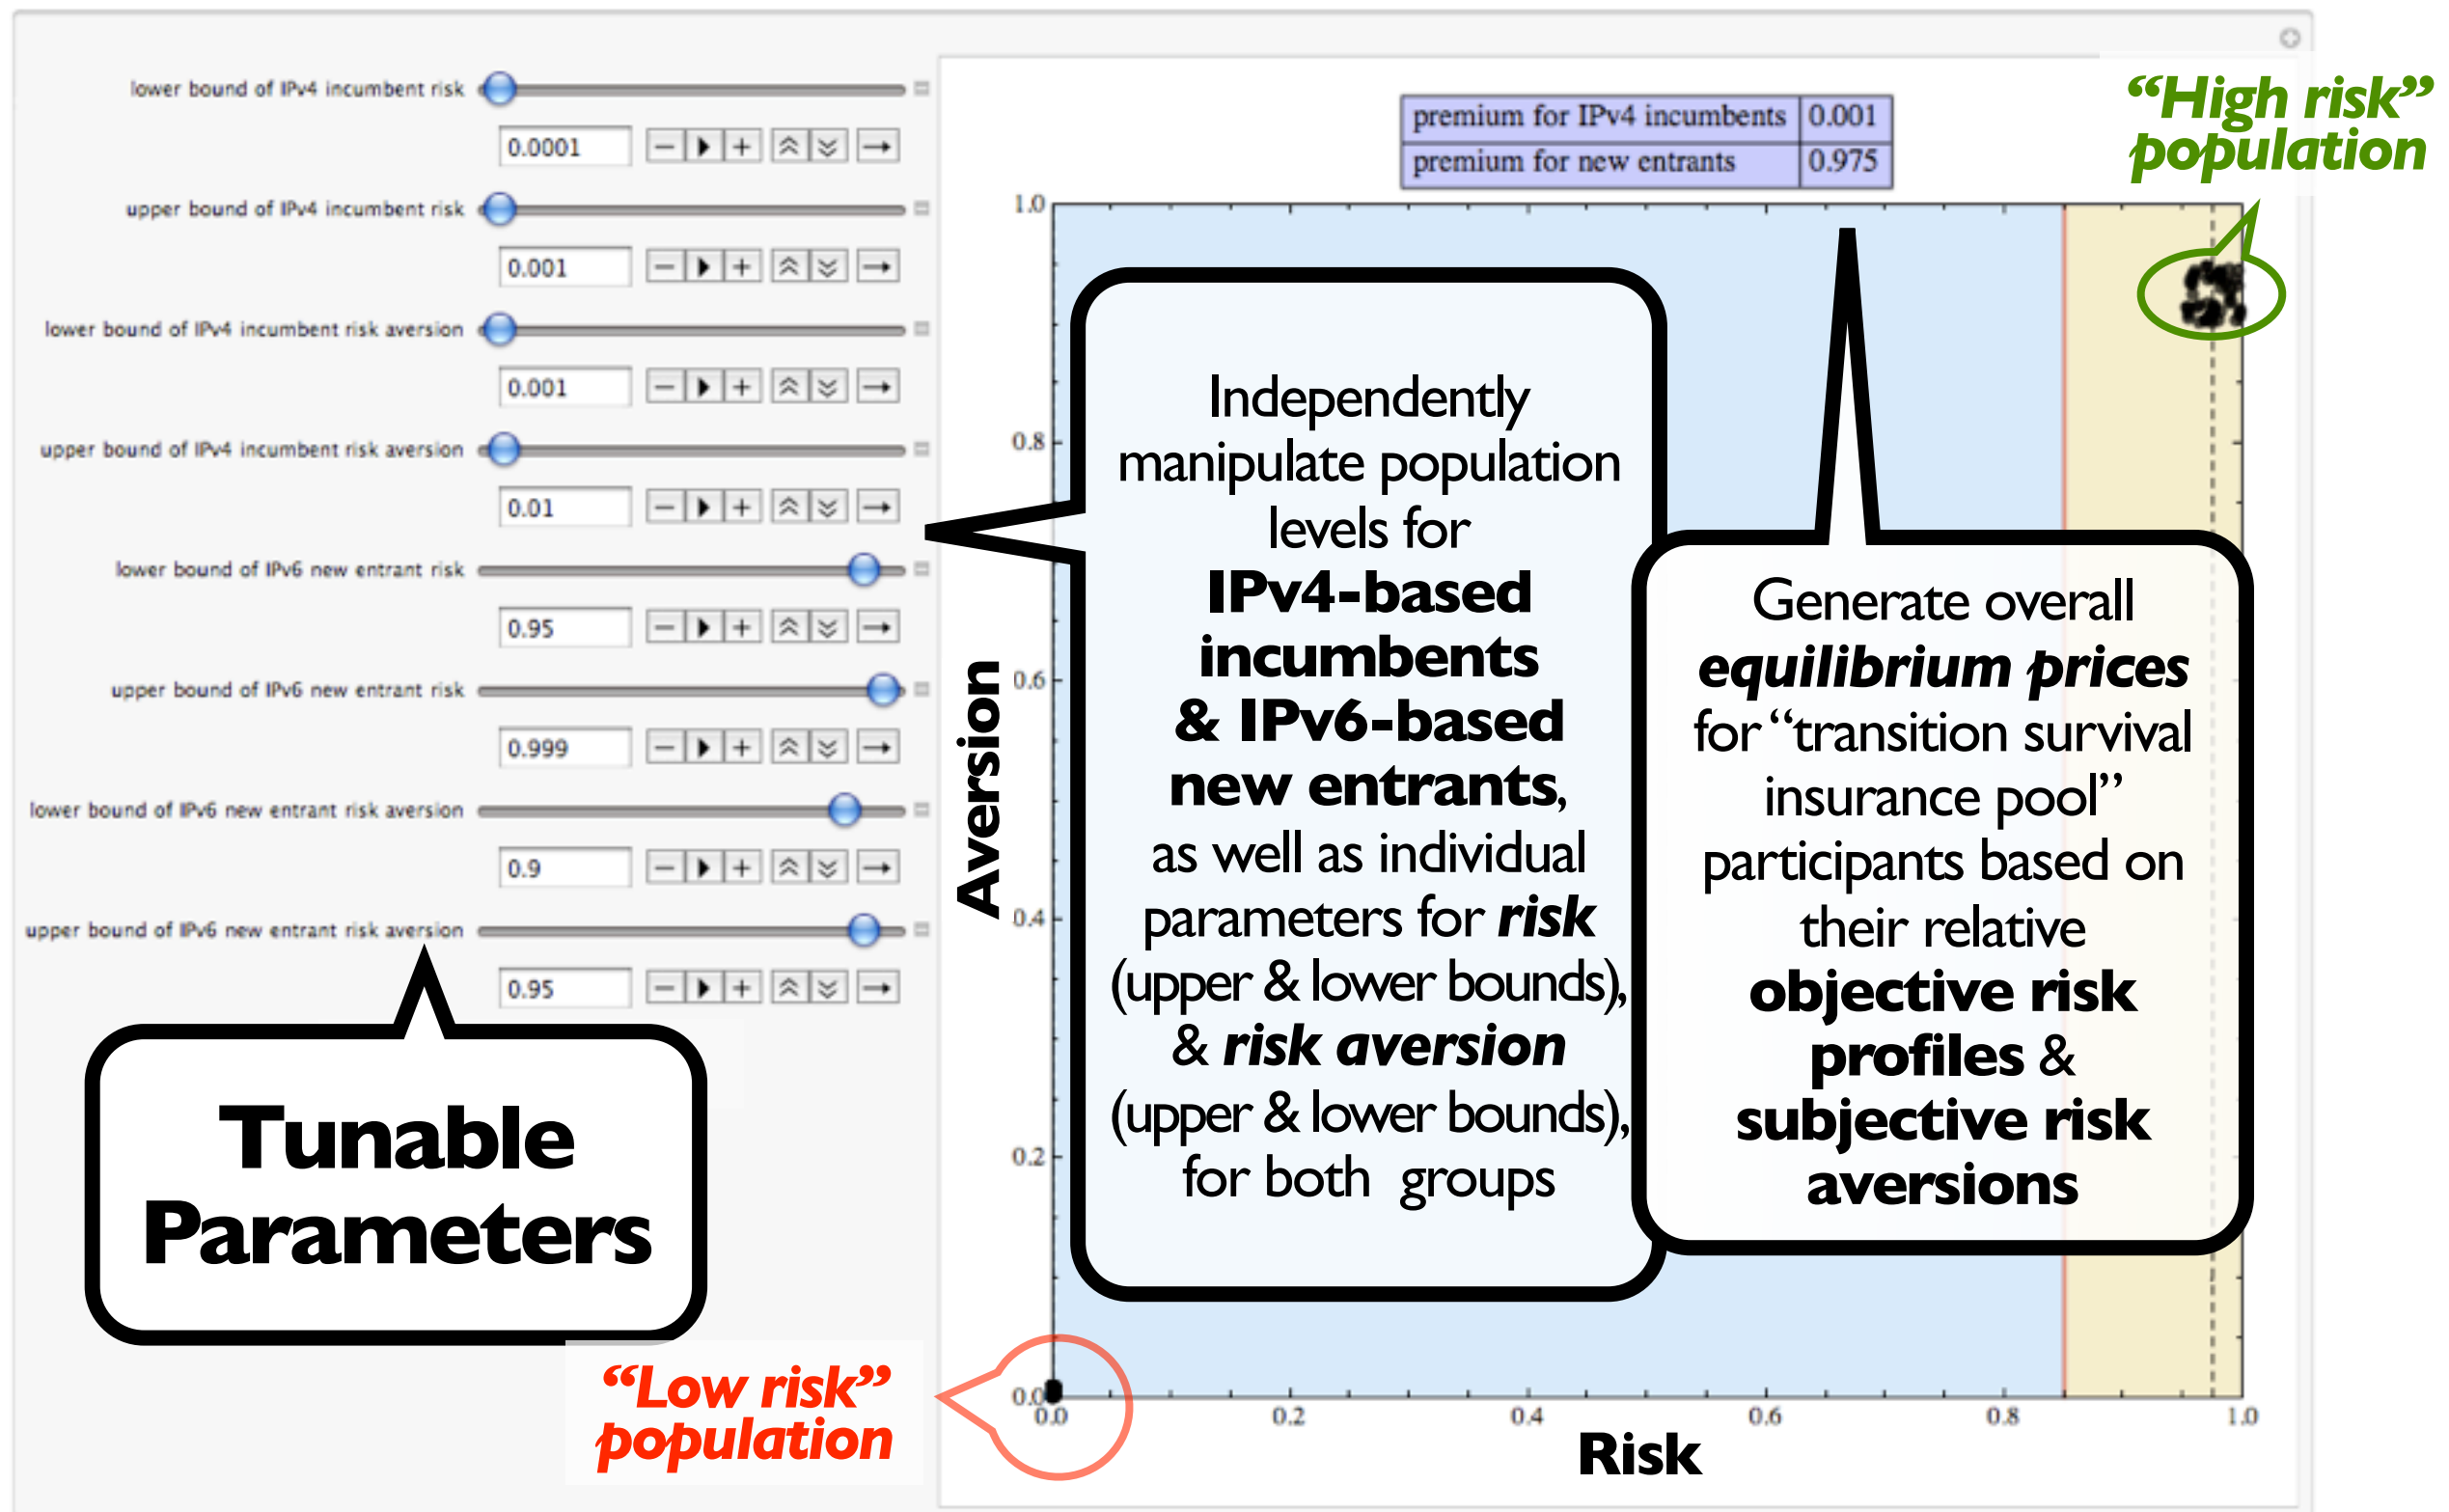 lower bound of IPv4 incumbent risk
0.0001
upper bound of IPv4 incumbent risk
0.001
lower bound of IPv4 incumbent risk aversion
0.001
upper bound of IPv4 incumbent risk aversion
0.01
lower bound of IPv6 new entrant risk
0.95
upper bound of IPv6 new entrant risk
0.999
lower bound of IPv6 new entrant risk aversion
0.9
upper bound of IPv6 new entrant risk aversion
0.95
Tunable
Parameters
“Low risk”
population
premium for IPv4 incumbents 0.001
premium for new entrants 0.975
“High risk”
population
1.0
0.8
0.6
0.4
0.2
0.0
Aversion
Independently
manipulate population
levels for
IPv4-based
incumbents
& IPv6-based
new entrants,
as well as individual
parameters for risk
(upper & lower bounds),
& risk aversion
(upper & lower bounds),
for both groups
Generate overall
equilibrium prices
for “transition survival
insurance pool”
participants based on
their relative
objective risk
profiles &
subjective risk
aversions
0.0 0.2 0.4 0.6 0.8 1.0
Risk